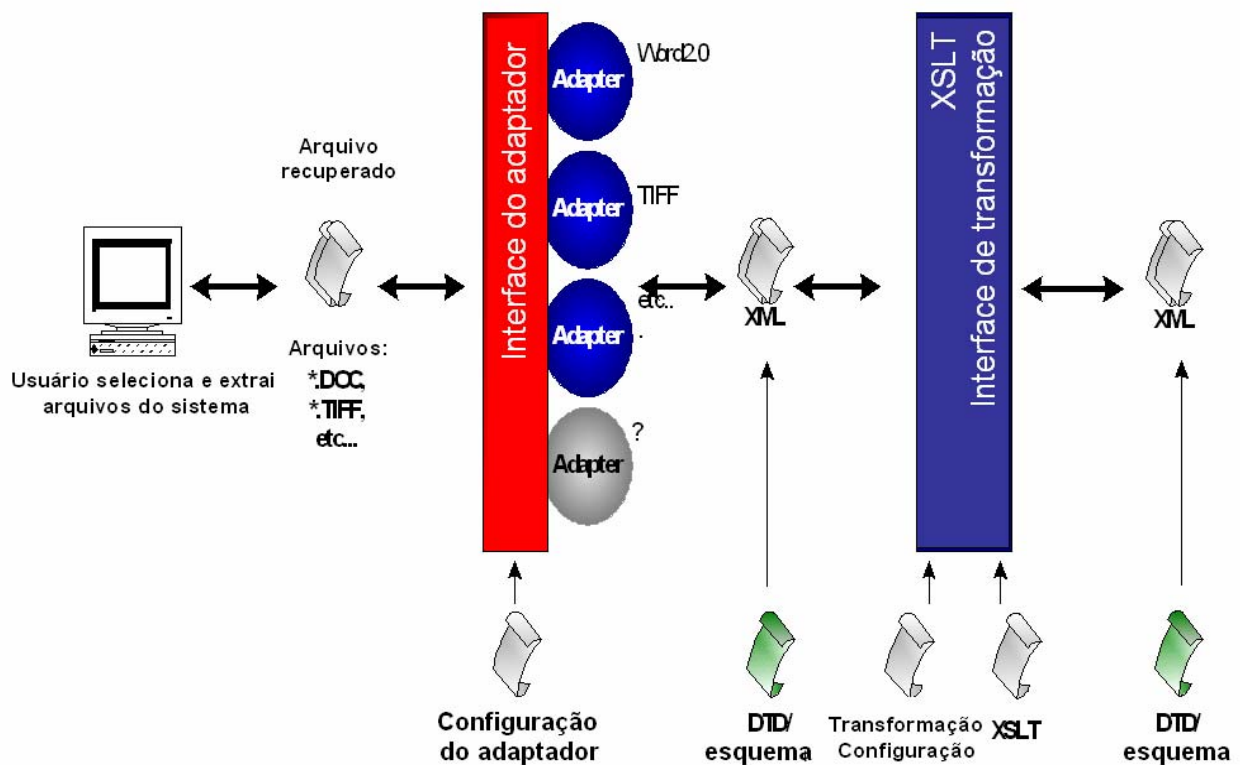 Arquivo
recuperado
Usuário seleciona e extrai
arquivos do sistema
Arquivos:
*.DOC,
*.TIFF,
etc...
Interface do adaptador
Adapter
Word2.0
Adapter
TIFF
Adapter
etc..
.
Adapter
?
XML
XSLT
Interface de transformação
XML
Configuração
do adaptador
DTD/
esquema
Transformação
Configuração
XSLT
DTD/
esquema